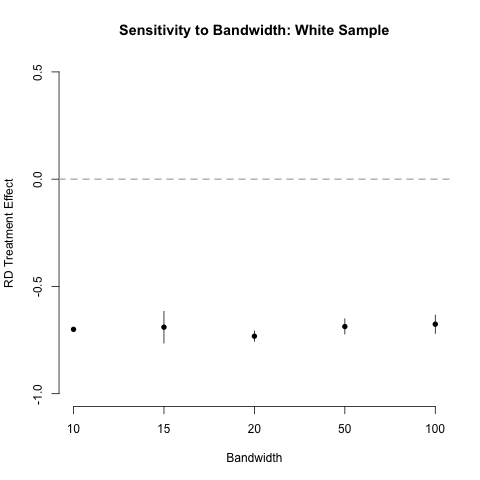 Sensitivity to Bandwidth: White Sample
RD Treatment Effect
0.5
0.0
-0.5
-1.0
10 15 20 50 100
Bandwidth